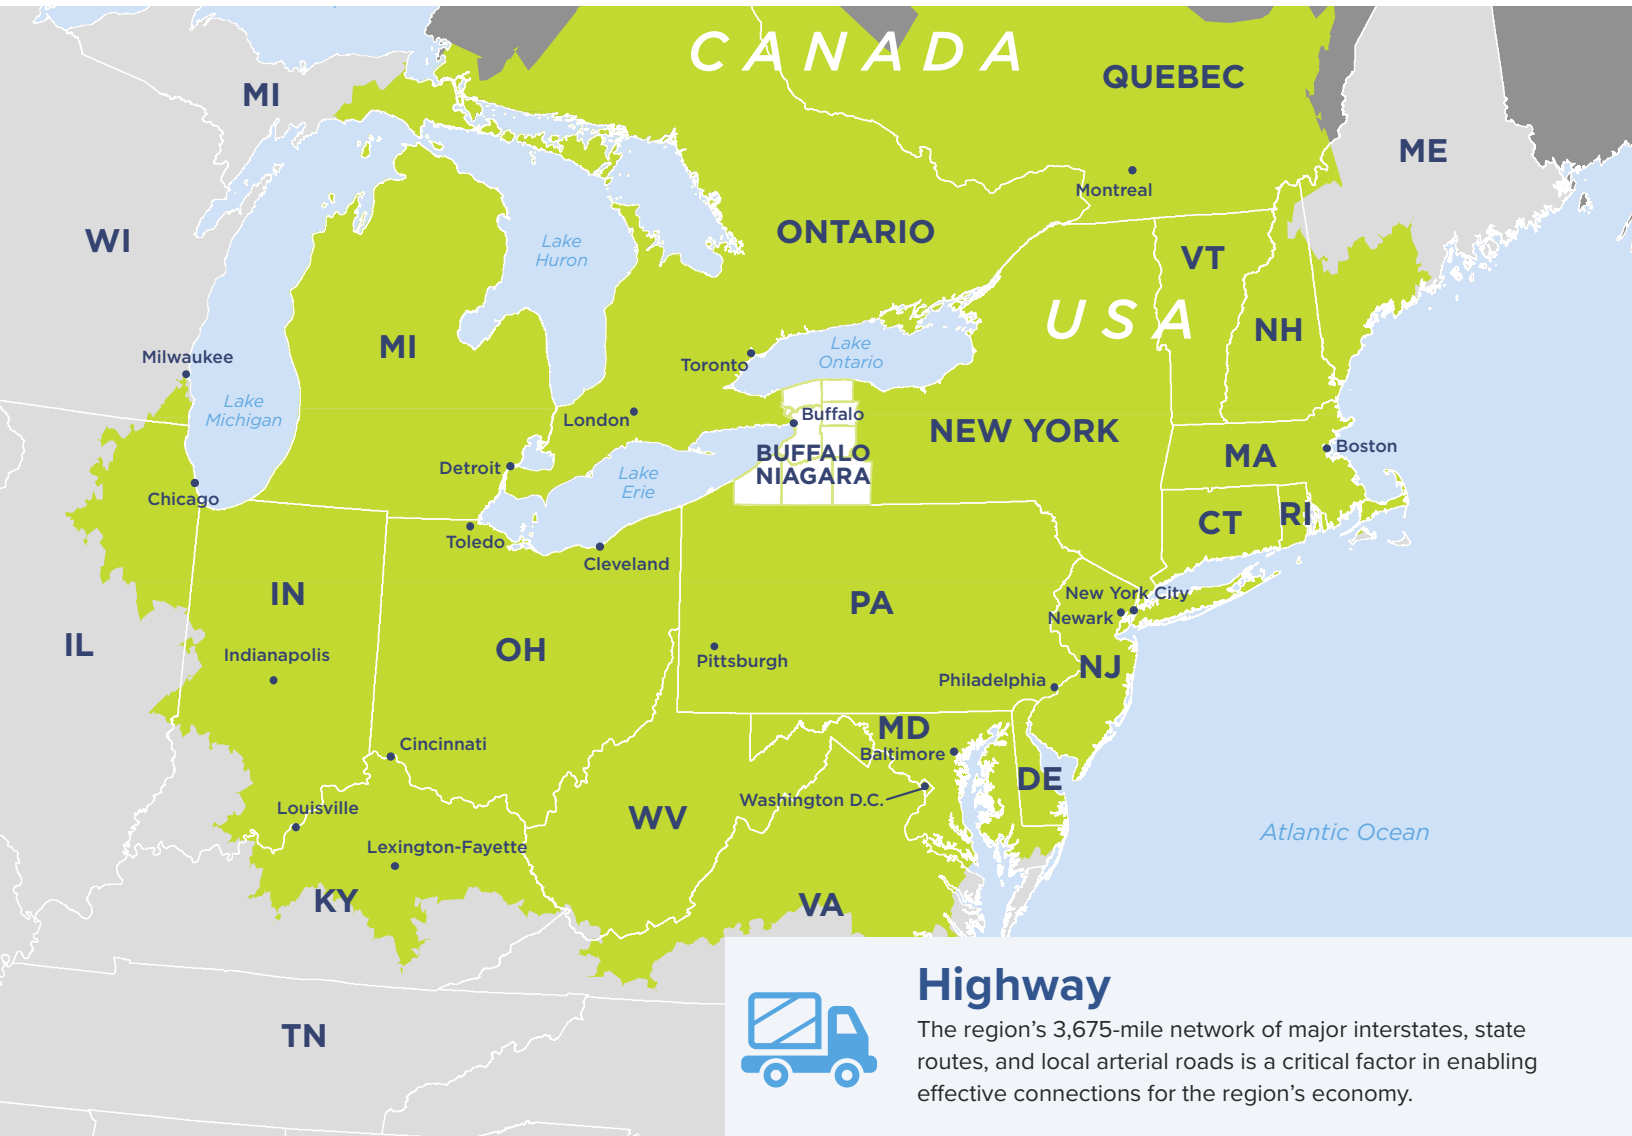 CANADA
QUEBEC
MI
ME
Montreal
ONTARIO
WI
Lake
Huron
VT
USA
NH
MI
Milwaukee
Lake
Ontario
Toronto
Lake
Michigan
London
Buffalo
NEW YORK
BUFFALO
NIAGARA
MA
Boston
Detroit
Lake
Erie
Chicago
CT
RI
Toledo
Cleveland
IN
PA
New York City
Newark
IL
Indianapolis
OH
Pittsburgh
Philadelphia
NJ
MD
Cincinnati
Baltimore
DE
Washington D.C.
Louisville
WV
Atlantic Ocean
Lexington-Fayette
KY
VA
Highway
The region’s 3,675-mile network of major interstates, state
routes, and local arterial roads is a critical factor in enabling
effective connections for the region’s economy.
TN